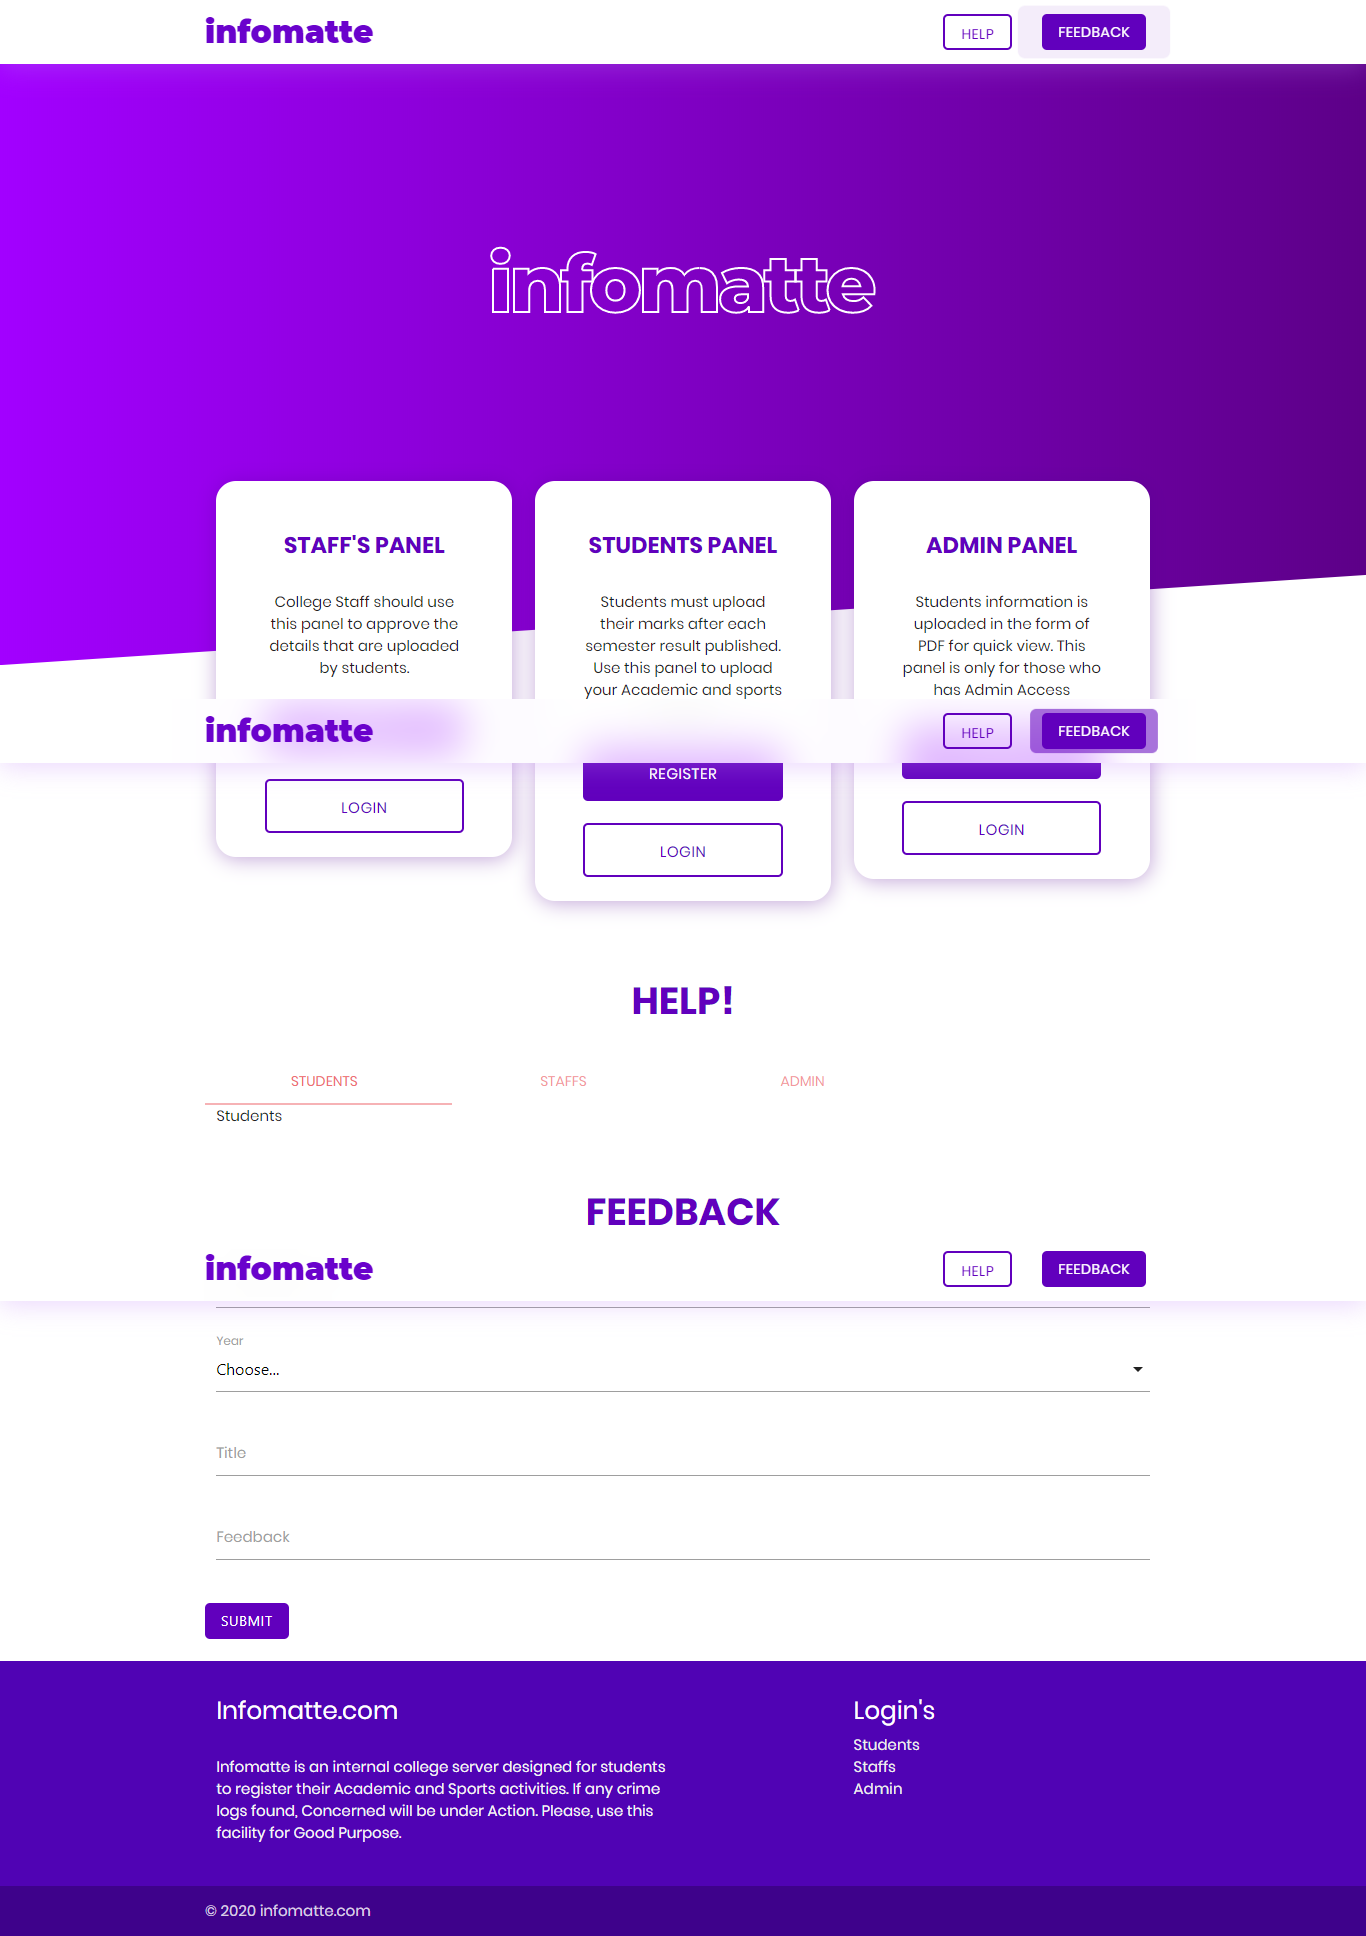 infomatte
HELP
FEEDBACK
infomatte
STAFF'S PANEL
College Staff should use
this panel to approve the
details that are uploaded
by students.
STUDENTS PANEL
Students must upload
their marks after each
semester result published.
Use this panel to upload
your Academic and sports
ADMIN PANEL
Students information is
uploaded in the form of
PDF for quick view. This
panel is only for those who
has Admin Access
infomatte
HELP
FEEDBACK
LOGIN
REGISTER
LOGIN
LOGIN
HELP!
STUDENTS
STAFFS
ADMIN
Students
FEEDBACK
infomatte
HELP
FEEDBACK
Year
Choose...
Title
Feedback
SUBMIT
Infomatte.com
Infomatte is an internal college server designed for students
to register their Academic and Sports activities. If any crime
logs found, Concerned will be under Action. Please, use this
facility for Good Purpose.
Login's
Students
Staffs
Admin
© 2020 infomatte.com